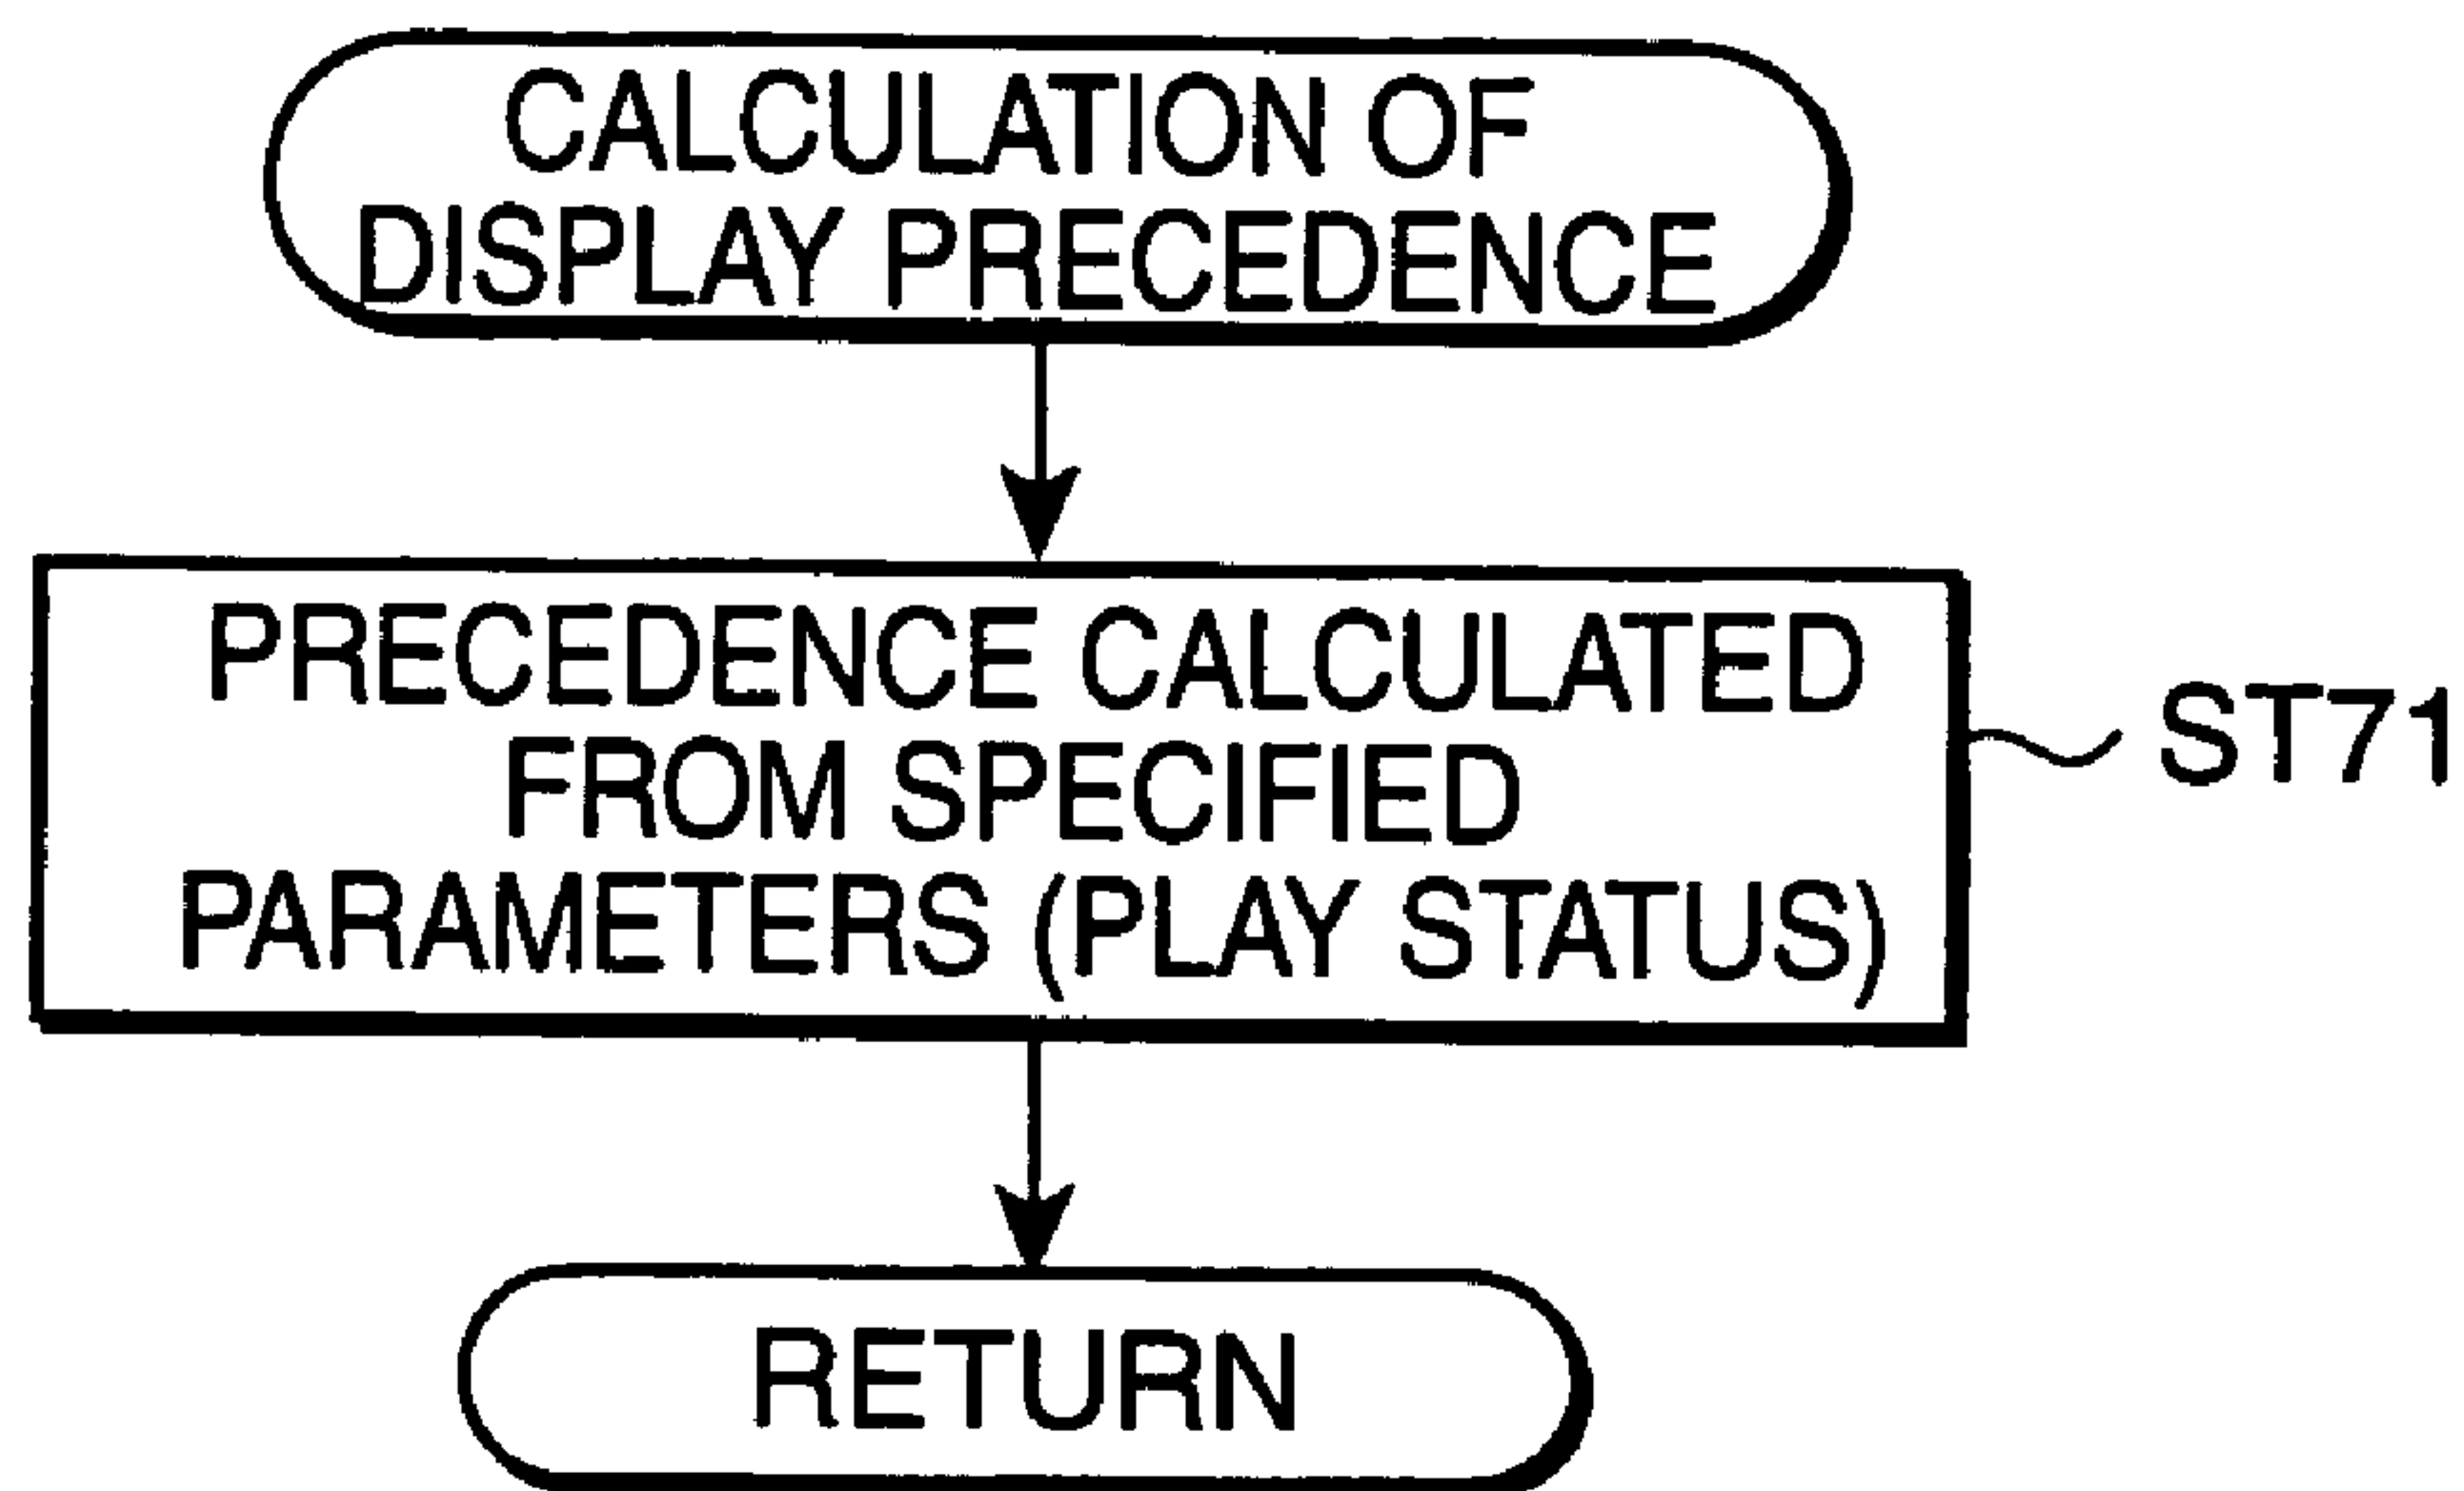 CALCULATION OF
DISPLAY PRECEDENCE
PRECEDENCE CALCULATED
FROM SPECIFIED
PARAMETERS (PLAY STATUS)
ST71
RETURN